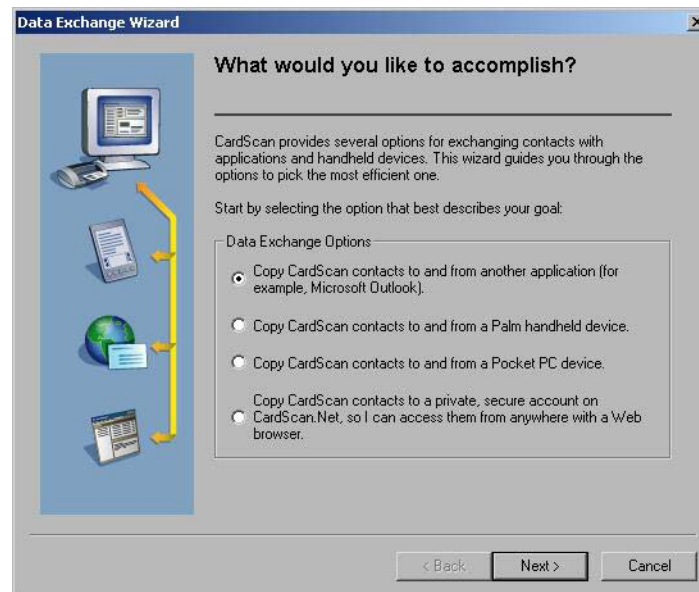 Data Exchange Wizard
What would you like to accomplish?
CardScan provides several options for exchanging contacts with
applications and handheld devices. This wizard guides you through the
options to pick the most efficient one.
Start by selecting the option that best describes your goal:
Data Exchange Options
Copy CardScan contacts to and from another application (for
example, Microsoft Outlook).
Copy CardScan contacts to and from a Palm handheld device.
Copy CardScan contacts to and from a Pocket PC device.
Copy CardScan contacts to a private, secure account on
CardScan.Net, so I can access them from anywhere with a Web
browser.
< Back
Next >
Cancel